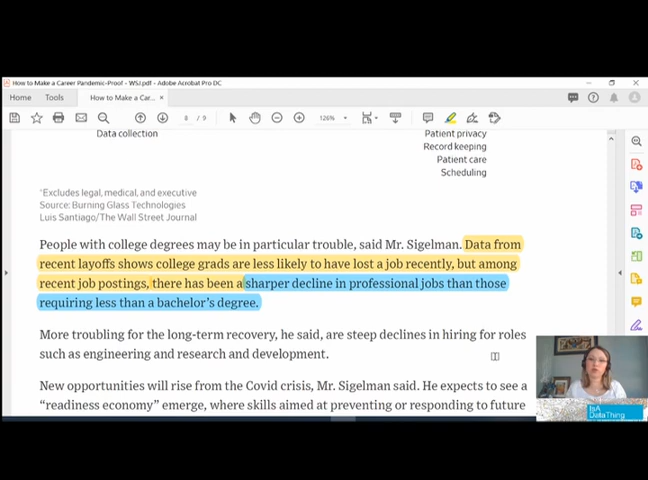 How to Make a Career Pandemic-Proof - WSJ.pdf - Adobe Acrobat Pro DC
Home Tools How to Make a Car... ×
8 / 9 126%
Data collection Patient privacy
Record keeping
Patient care
Scheduling
*Excludes legal, medical, and executive
Source: Burning Glass Technologies
Luis Santiago/The Wall Street Journal
People with college degrees may be in particular trouble, said Mr. Sigelman. Data from
recent layoffs shows college grads are less likely to have lost a job recently, but among
recent job postings, there has been a sharper decline in professional jobs than those
requiring less than a bachelor's degree.
More troubling for the long-term recovery, he said, are steep declines in hiring for roles
such as engineering and research and development.
New opportunities will rise from the Covid crisis, Mr. Sigelman said. He expects to see a
“readiness economy” emerge, where skills aimed at preventing or responding to future
IsA
DataThing